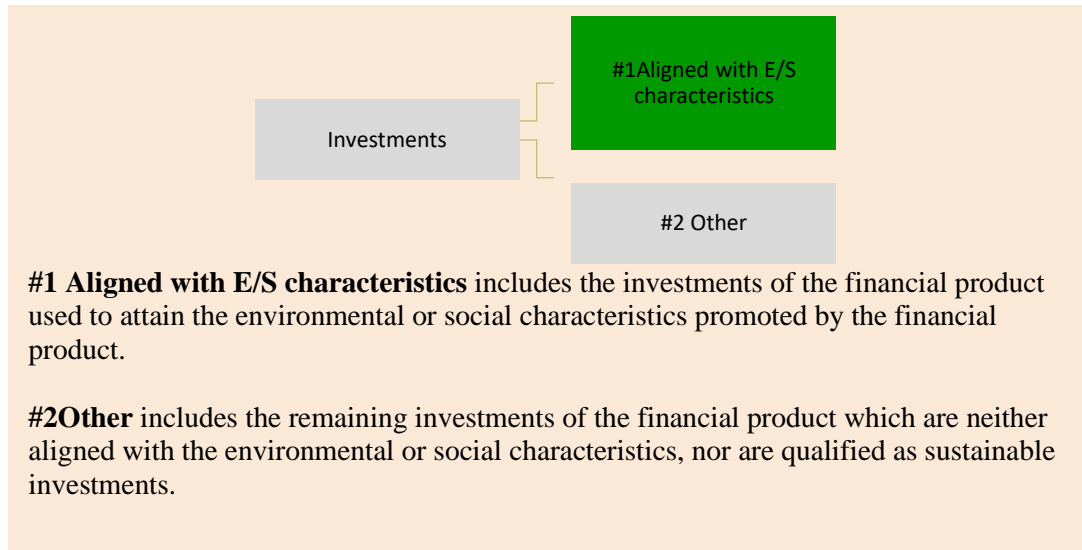 #1Aligned with E/S
characteristics
Investments
#2 Other
#1 Aligned with E/S characteristics includes the investments of the financial product
used to attain the environmental or social characteristics promoted by the financial
product.
#2Other includes the remaining investments of the financial product which are neither
aligned with the environmental or social characteristics, nor are qualified as sustainable
investments.